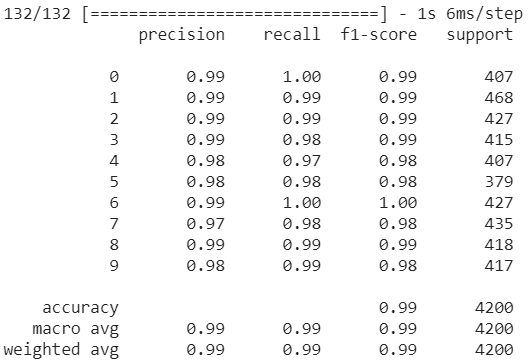 132/132 [==============================] - 1s 6ms/step
precision recall f1-score support
0 0.99 1.00 0.99 407
1 0.99 0.99 0.99 468
2 0.99 0.99 0.99 427
3 0.99 0.98 0.99 415
4 0.98 0.97 0.98 407
5 0.98 0.98 0.98 379
6 0.99 1.00 1.00 427
7 0.97 0.98 0.98 435
8 0.99 0.99 0.99 418
9 0.98 0.99 0.98 417
accuracy 0.99 4200
macro avg 0.99 0.99 0.99 4200
weighted avg 0.99 0.99 0.99 4200